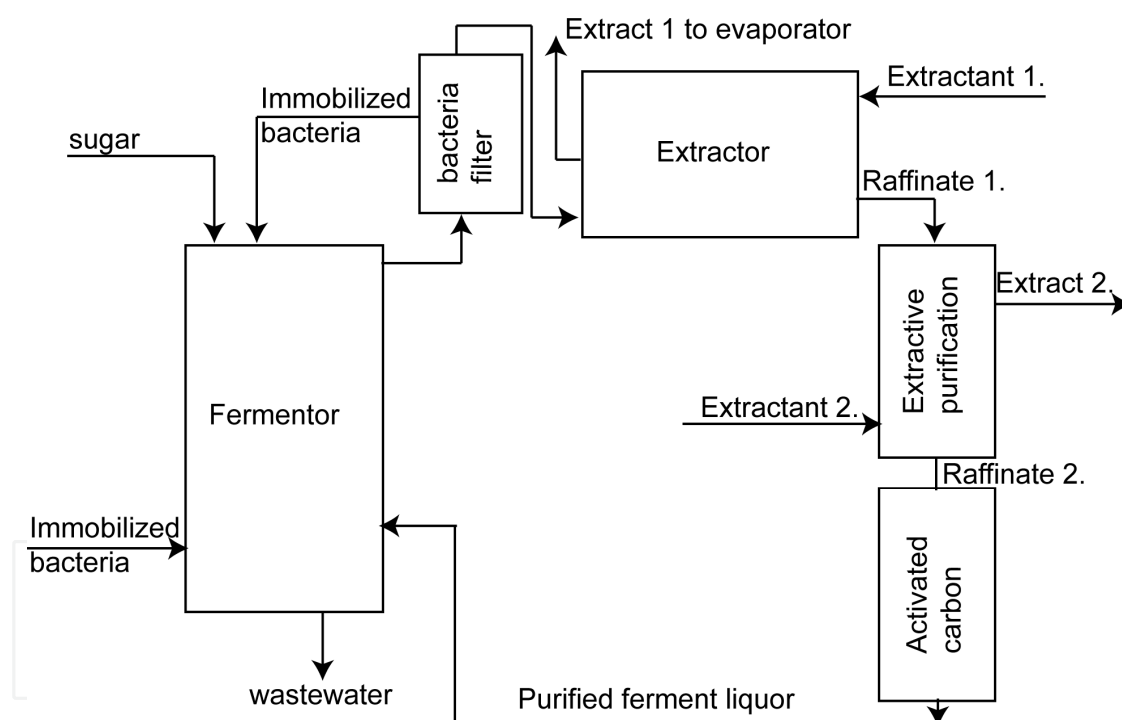 Extract 1 to evaporator
Extractant 1.
Immobilized
bacteria
bacteria
filter
sugar
Extractor
Raffinate 1.
Extract 2.
Extractive
purification
Fermentor
Extractant 2.
Raffinate 2.
Immobilized
bacteria
Activated
carbon
wastewater
Purified ferment liquor